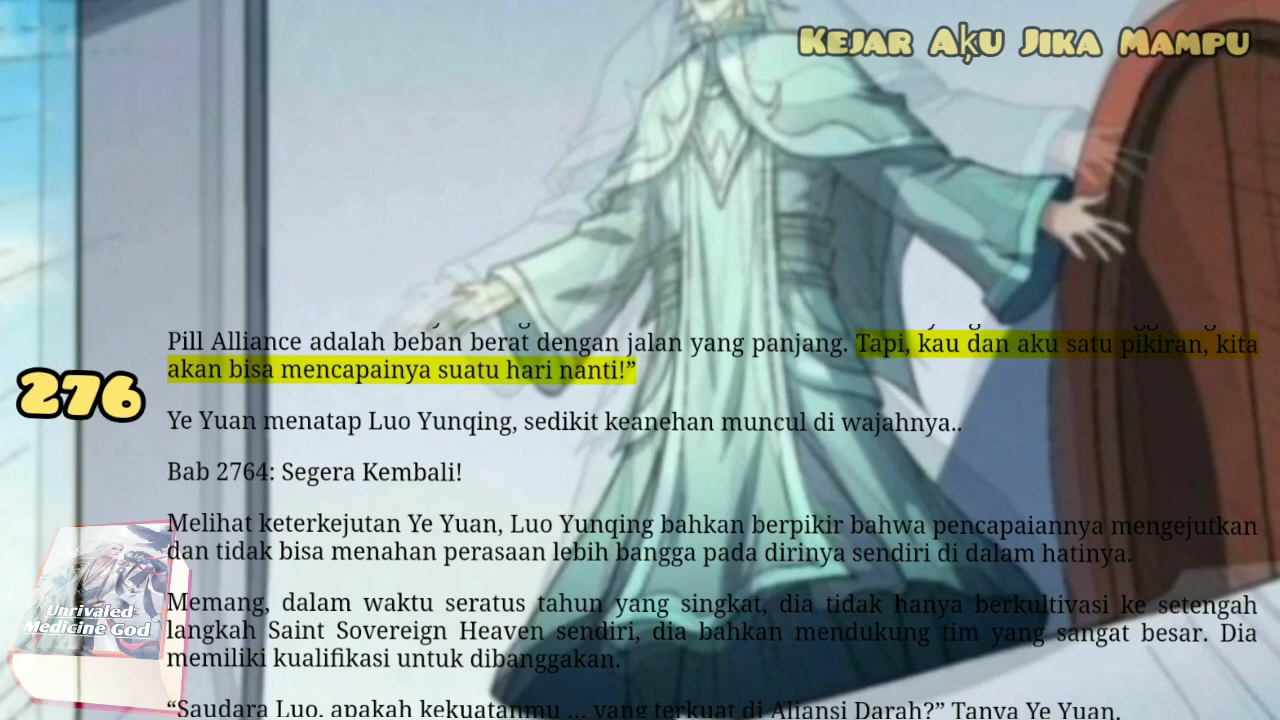 Kejar Aķu Jika Mampu
Pill Alliance adalah beban berat dengan jalan yang panjang. Tapi, kau dan aku satu pikiran, kita
akan bisa mencapainya suatu hari nanti!”
276
Ye Yuan menatap Luo Yunqing, sedikit keanehan muncul di wajahnya..
Bab 2764: Segera Kembali!
Melihat keterkejutan Ye Yuan, Luo Yunqing bahkan berpikir bahwa pencapaiannya mengejutkan
dan tidak bisa menahan perasaan lebih bangga pada dirinya sendiri di dalam hatinya.
Unrivaled
Medicine God
Memang, dalam waktu seratus tahun yang singkat, dia tidak hanya berkultivasi ke setengah
langkah Saint Sovereign Heaven sendiri, dia bahkan mendukung tim yang sangat besar. Dia
memiliki kualifikasi untuk dibanggakan.
“Saudara Luo, apakah kekuatanmu ... yang terkuat di Aliansi Darah?” Tanya Ye Yuan.